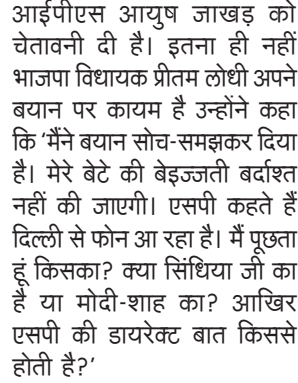 आईपीएस आयुष जाखड़ को
चेतावनी दी है। इतना ही नहीं
भाजपा विधायक प्रीतम लोधी अपने
बयान पर कायम है उन्होंने कहा
कि ‘मैंने बयान सोच-समझकर दिया
है। मेरे बेटे की बेइज्जती बर्दाश्त
नहीं की जाएगी। एसपी कहते हैं
दिल्ली से फोन आ रहा है। मैं पूछता
हूं किसका? क्या सिंधिया जी का
है या मोदी-शाह का? आखिर
एसपी की डायरेक्ट बात किससे
होती है?’